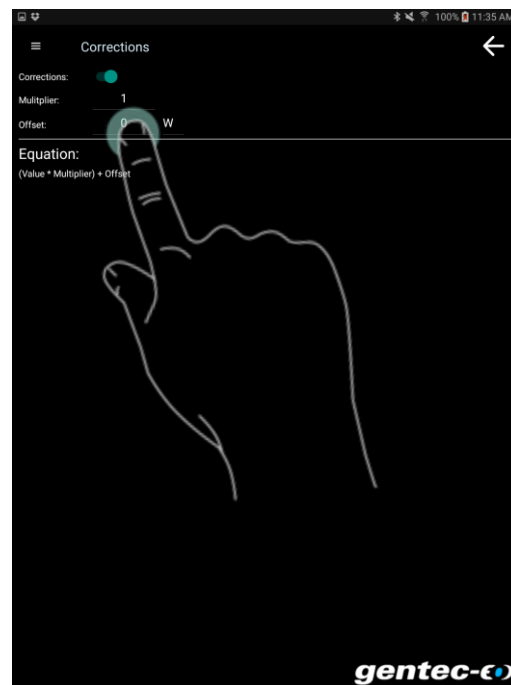 100% 11:35 AM
Corrections
Corrections:
Mulitplier: 1
Offset: 0 W
Equation:
(Value * Multiplier) + Offset
gentec-eo